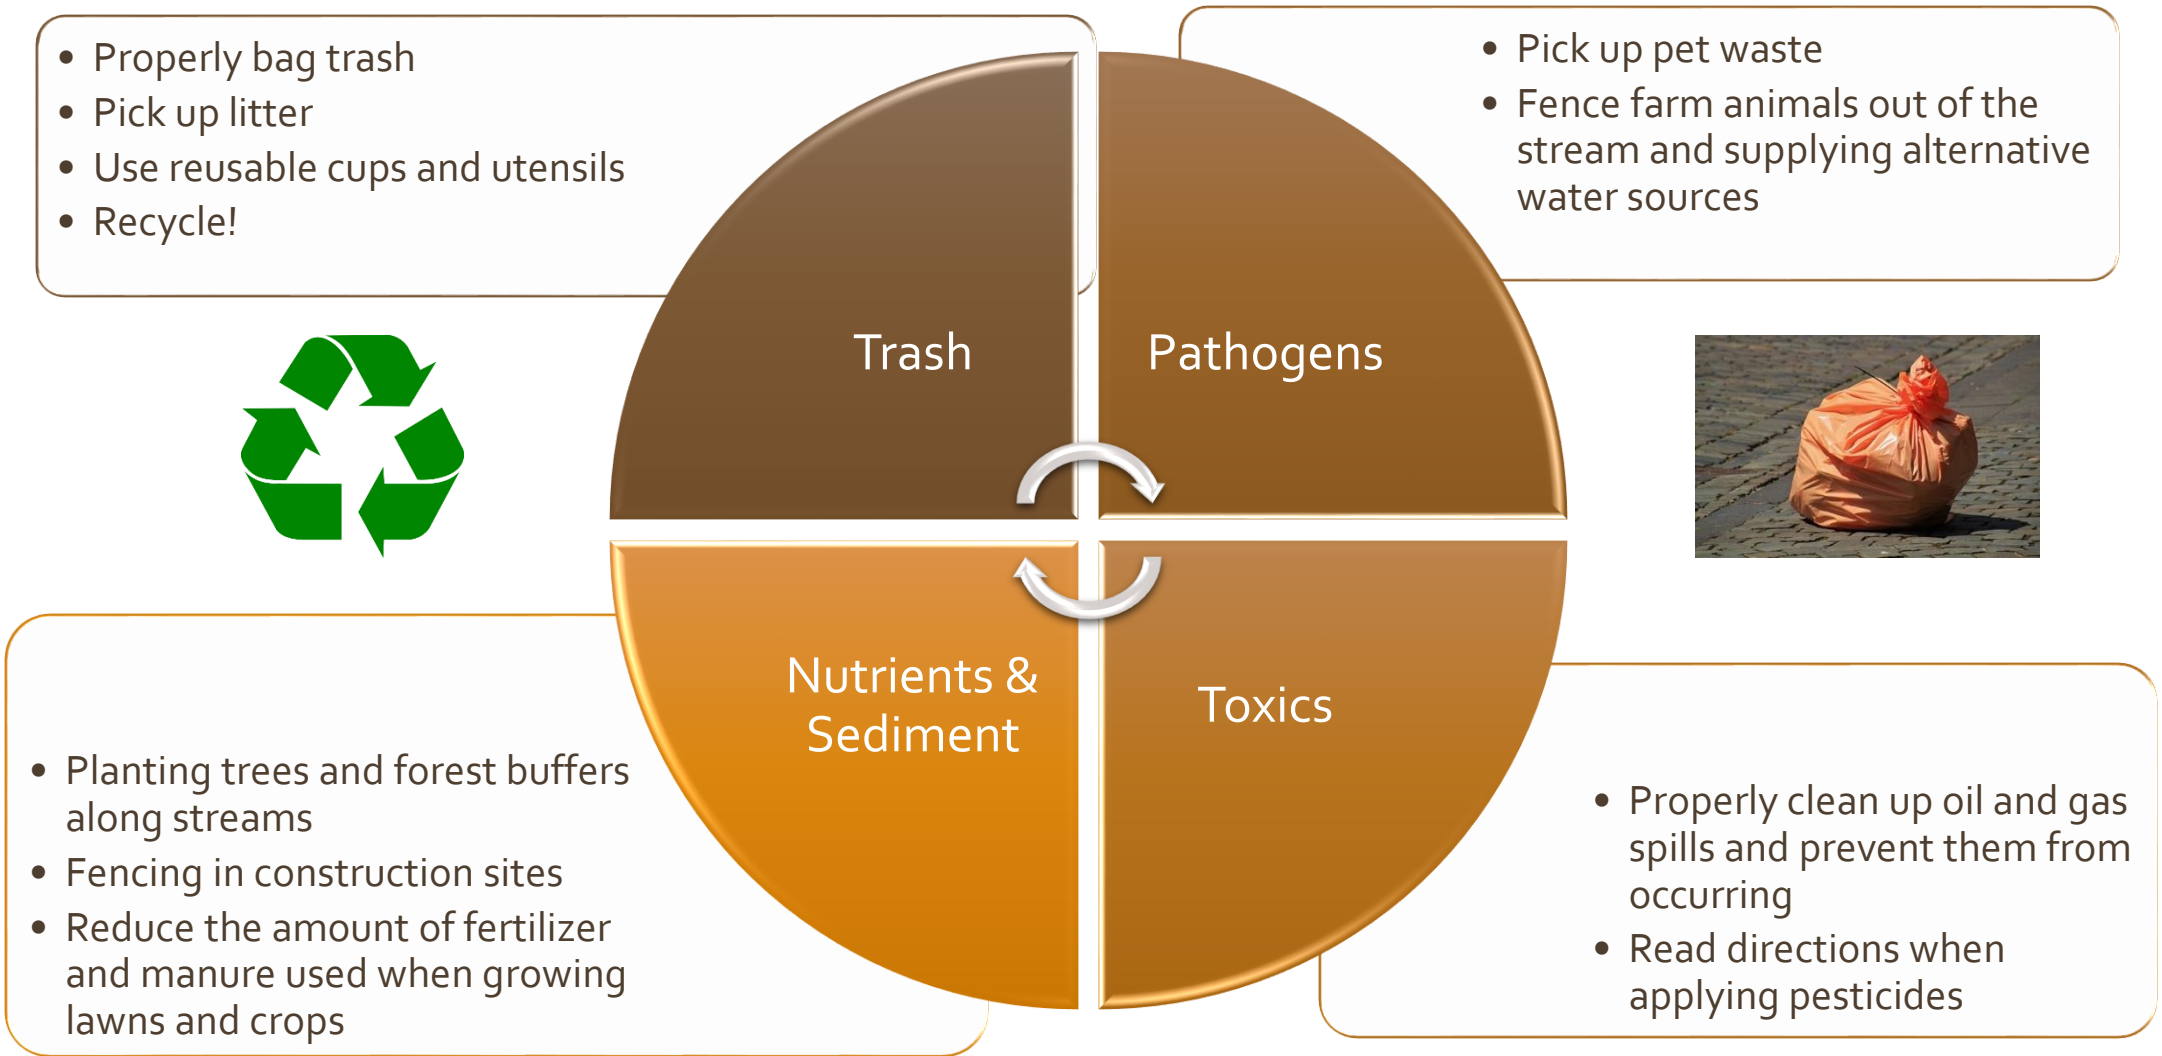 • Properly bag trash
• Pick up litter
• Use reusable cups and utensils
• Recycle!
• Pick up pet waste
• Fence farm animals out of the
stream and supplying alternative
water sources
Trash
Pathogens
Nutrients &
Sediment
Toxics
• Planting trees and forest buffers
along streams
• Fencing in construction sites
• Reduce the amount of fertilizer
and manure used when growing
lawns and crops
• Properly clean up oil and gas
spills and prevent them from
occurring
• Read directions when
applying pesticides